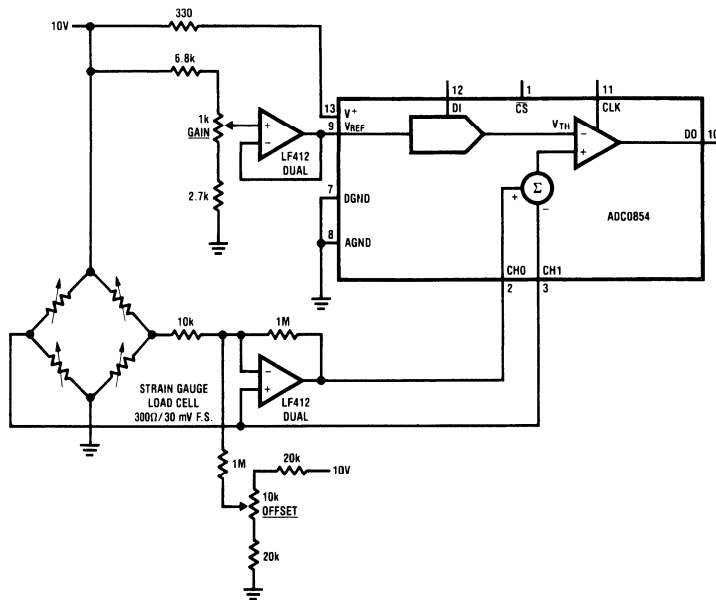 10V
330
6.8k
1k
GAIN
2.7k
+
−
LF412
DUAL
13
V+
9
VREF
7
DGND
8
AGND
12
DI
1
CS
11
CLK
VTH
−
+
DO
10
Σ
+
−
ADC0854
CH0
CH1
2
3
10k
1M
−
+
LF412
DUAL
STRAIN GAUGE
LOAD CELL
300Ω/30 mV F.S.
1M
20k
10V
10k
OFFSET
20k